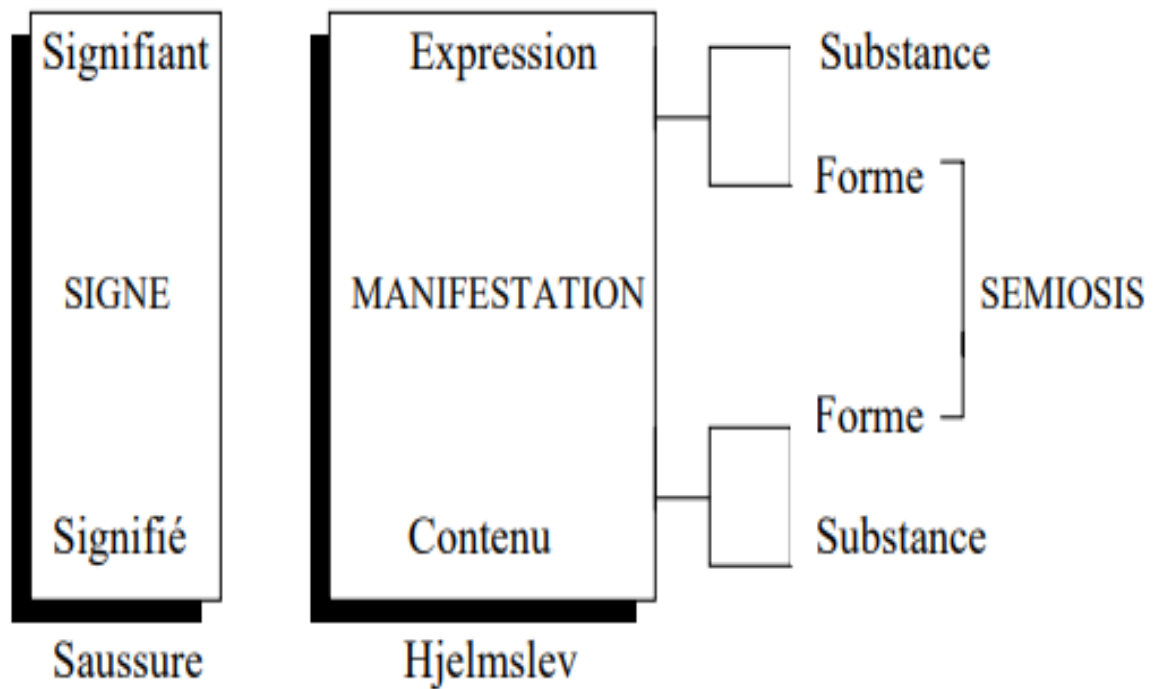 Signifiant Expression Substance
Forme
SIGNE MANIFESTATION SEMIOSIS
Forme
Signifié Contenu Substance
Saussure Hjelmslev